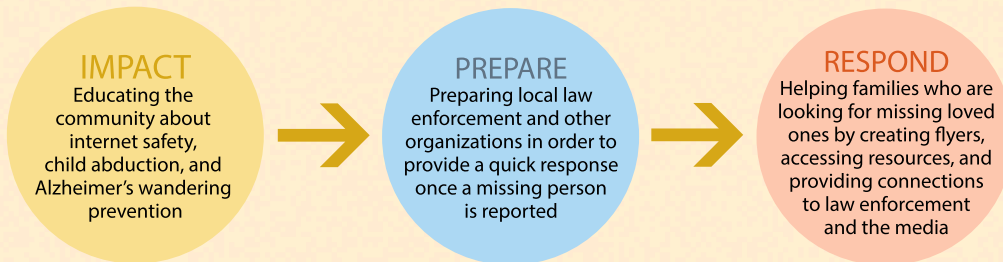 IMPACT
Educating the
community about
internet safety,
child abduction, and
Alzheimer's wandering
prevention
PREPARE
Preparing local law
enforcement and other
organizations in order to
provide a quick response
once a missing person
is reported
RESPOND
Helping families who are
looking for missing loved
ones by creating flyers,
accessing resources, and
providing connections
to law enforcement
and the media